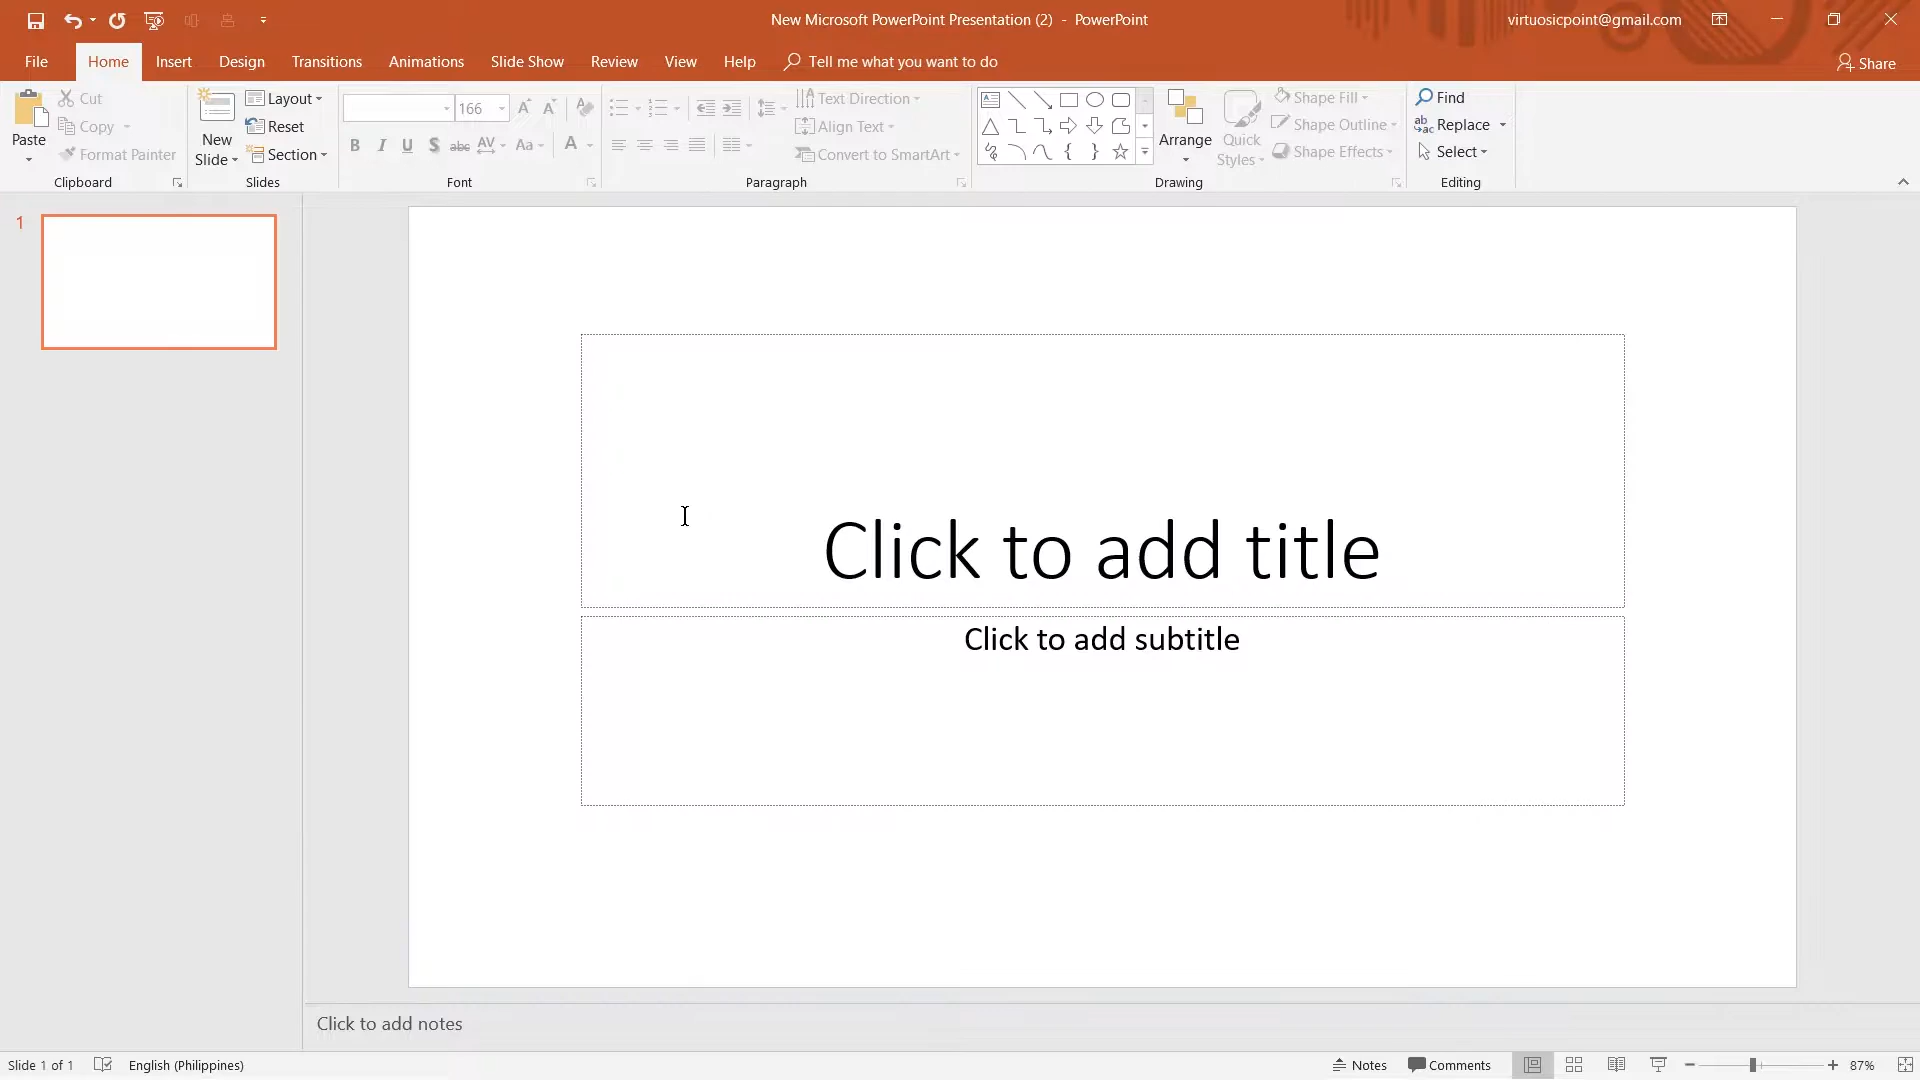 New Microsoft PowerPoint Presentation (2) - PowerPoint
virtuosicpoint@gmail.com
File Home Insert Design Transitions Animations Slide Show Review View Help Tell me what you want to do Share
Paste
Cut
Copy
Format Painter
Clipboard
New Slide
Layout
Reset
Section
Slides
166
B I U S abc AV Aa A
Font
Text Direction
Align Text
Convert to SmartArt
Paragraph
Arrange
Quick Styles
Shape Fill
Shape Outline
Shape Effects
Drawing
Find
Replace
Select
Editing
1
Click to add title
Click to add subtitle
Click to add notes
Slide 1 of 1 English (Philippines) Notes Comments 87%